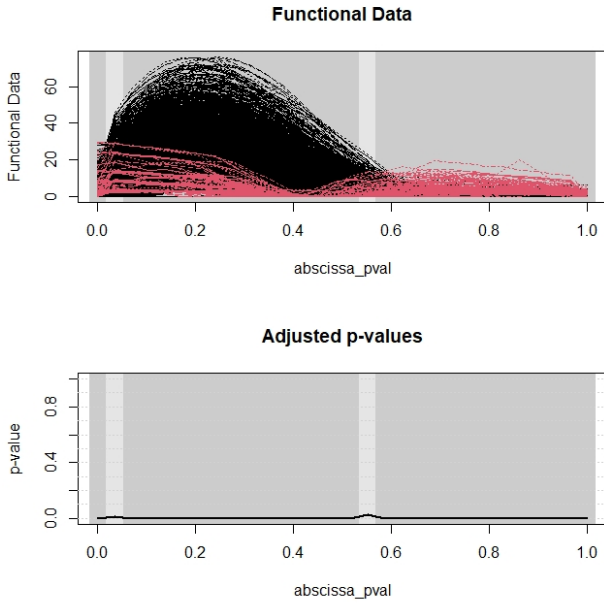 Functional Data
Functional Data
60
40
20
0
0.0 0.2 0.4 0.6 0.8 1.0
abscissa_pval
Adjusted p-values
p-value
0.8
0.4
0.0
0.0 0.2 0.4 0.6 0.8 1.0
abscissa_pval